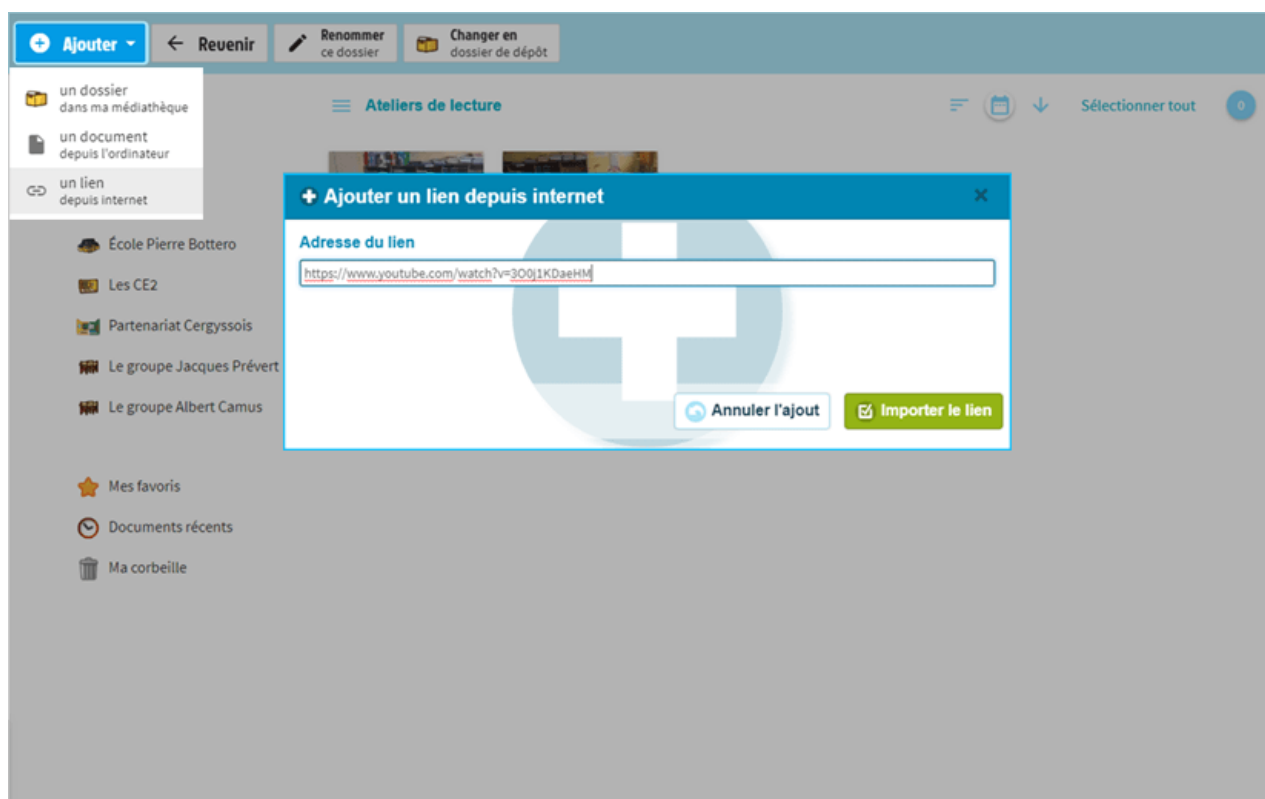 Ajouter
Revenir
Renommer
ce dossier
Changer en
dossier de dépôt
un dossier
dans ma médiathèque
un document
depuis l'ordinateur
un lien
depuis internet
Ateliers de lecture
Sélectionner tout
0
Ajouter un lien depuis internet
Adresse du lien
https://www.youtube.com/watch?v=3O0j1KDaeHM
Annuler l'ajout
Importer le lien
École Pierre Bottero
Les CE2
Partenariat Cergyssois
Le groupe Jacques Prévert
Le groupe Albert Camus
Mes favoris
Documents récents
Ma corbeille